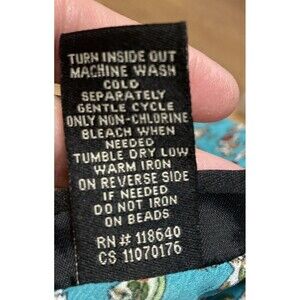 TURN INSIDE OUT
MACHINE WASH
COLD
SEPARATELY
GENTLE CYCLE
ONLY NON-CHLORINE
BLEACH WHEN
NEEDED
TUMBLE DRY LOW
WARM IRON
ON REVERSE SIDE
IF NEEDED
DO NOT IRON
ON BEADS
RN# 118640
CS 11070176